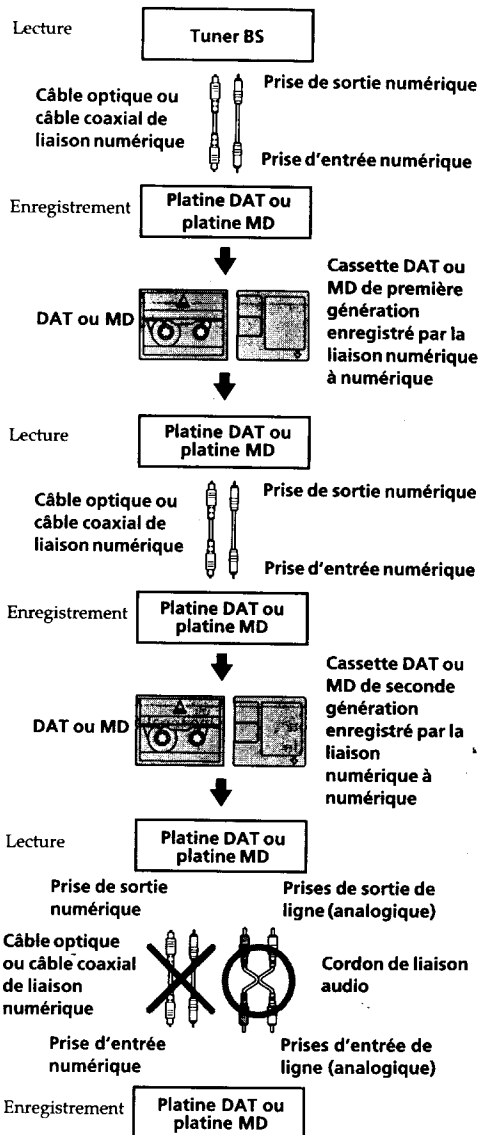 Lecture
Tuner BS
Câble optique ou
câble coaxial de
liaison numérique
Prise de sortie numérique
Prise d'entrée numérique
Enregistrement
Platine DAT ou
platine MD
DAT ou MD
Cassette DAT ou
MD de première
génération
enregistré par la
liaison numérique
à numérique
Lecture
Platine DAT ou
platine MD
Câble optique ou
câble coaxial de
liaison numérique
Prise de sortie numérique
Prise d'entrée numérique
Enregistrement
Platine DAT ou
platine MD
DAT ou MD
Cassette DAT ou
MD de seconde
génération
enregistré par la
liaison
numérique à
numérique
Lecture
Platine DAT ou
platine MD
Prise de sortie
numérique
Prises de sortie de
ligne (analogique)
Câble optique
ou câble coaxial
de liaison
numérique
Cordon de liaison
audio
Prise d'entrée
numérique
Prises d'entrée de
ligne (analogique)
Enregistrement
Platine DAT ou
platine MD